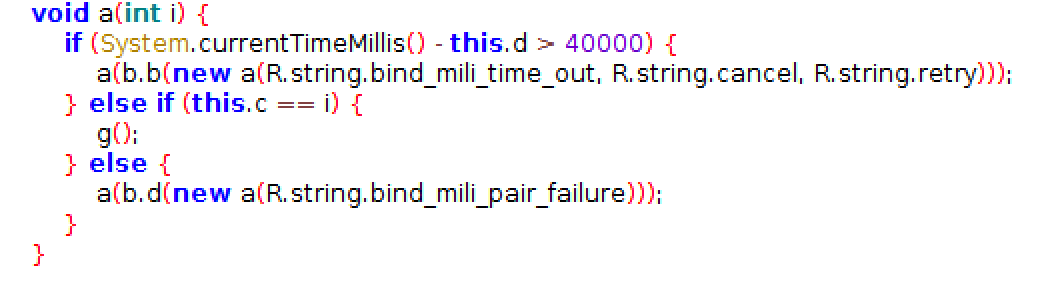 void a(int i) {
if (System.currentTimeMillis() - this.d > 40000) {
a(b.b(new a(R.string.bind_mili_time_out, R.string.cancel, R.string.retry)));
} else if (this.c == i) {
g();
} else {
a(b.d(new a(R.string.bind_mili_pair_failure)));
}
}